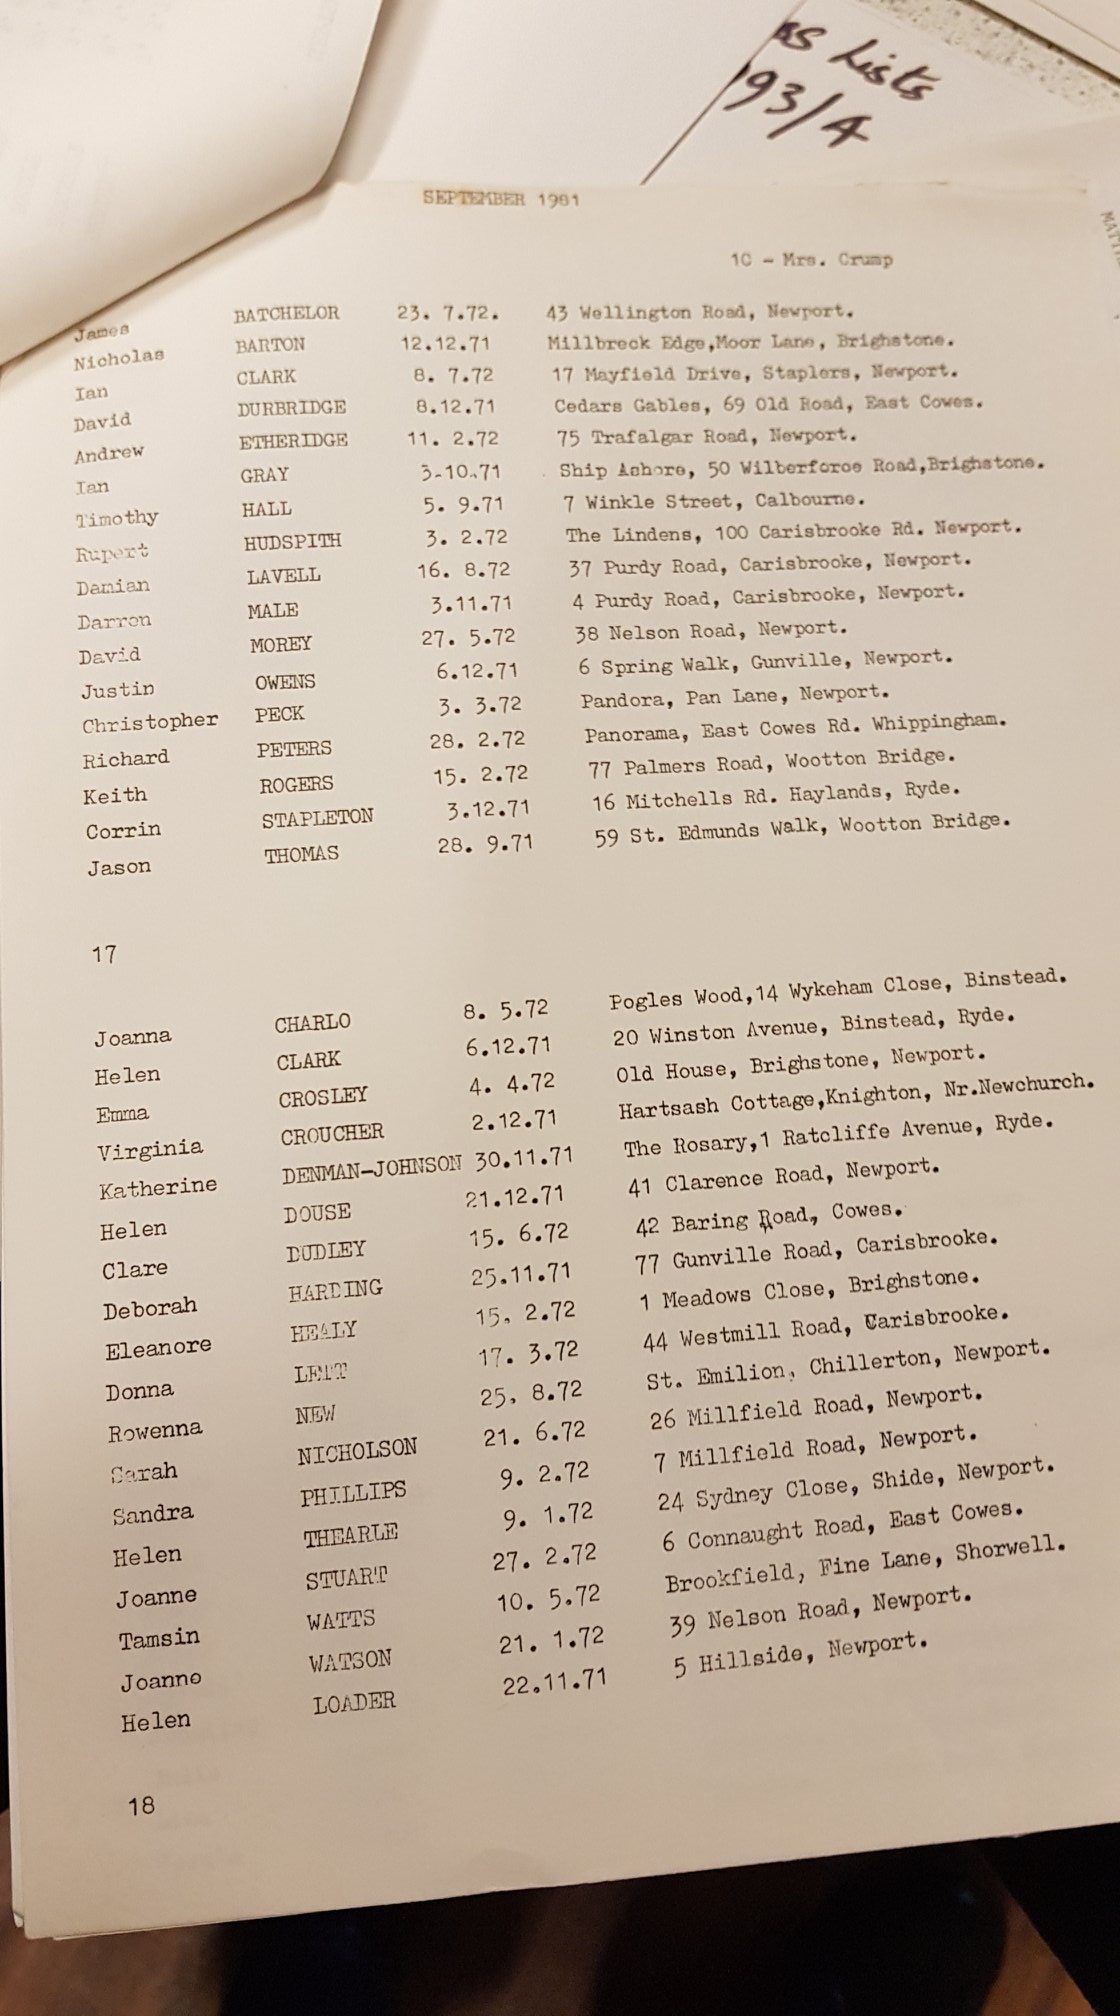 as Lists
93/4
SEPTEMBER 1981
1C - Mrs. Crump
James BATCHELOR 23. 7.72. 43 Wellington Road, Newport.
Nicholas BARTON 12.12.71 Millbreck Edge,Moor Lane, Brighstone.
Ian CLARK 8. 7.72 17 Mayfield Drive, Staplers, Newport.
David DURBRIDGE 8.12.71 Cedars Gables, 69 Old Road, East Cowes.
Andrew ETHERIDGE 11. 2.72 75 Trafalgar Road, Newport.
Ian GRAY 3-10.71 Ship Ashore, 50 Wilberforce Road,Brighstone.
Timothy HALL 5. 9.71 7 Winkle Street, Calbourne.
Rupert HUDSPITH 3. 2.72 The Lindens, 100 Carisbrooke Rd. Newport.
Damian LAVELL 16. 8.72 37 Purdy Road, Carisbrooke, Newport.
Darren MALE 3.11.71 4 Purdy Road, Carisbrooke, Newport.
David MOREY 27. 5.72 38 Nelson Road, Newport.
Justin OWENS 6.12.71 6 Spring Walk, Gunville, Newport.
Christopher PECK 3. 3.72 Pandora, Pan Lane, Newport.
Richard PETERS 28. 2.72 Panorama, East Cowes Rd. Whippingham.
Keith ROGERS 15. 2.72 77 Palmers Road, Wootton Bridge.
Corrin STAPLETON 3.12.71 16 Mitchells Rd. Haylands, Ryde.
Jason THOMAS 28. 9.71 59 St. Edmunds Walk, Wootton Bridge.
17
Joanna CHARLO 8. 5.72 Pogles Wood,14 Wykeham Close, Binstead.
Helen CLARK 6.12.71 20 Winston Avenue, Binstead, Ryde.
Emma CROSLEY 4. 4.72 Old House, Brighstone, Newport.
Virginia CROUCHER 2.12.71 Hartsash Cottage,Knighton, Nr.Newchurch.
Katherine DENMAN-JOHNSON 30.11.71 The Rosary,1 Ratcliffe Avenue, Ryde.
Helen DOUSE 21.12.71 41 Clarence Road, Newport.
Clare DUDLEY 15. 6.72 42 Baring Road, Cowes.
Deborah HARDING 25.11.71 77 Gunville Road, Carisbrooke.
Eleanore HEALY 15. 2.72 1 Meadows Close, Brighstone.
Donna LETT 17. 3.72 44 Westmill Road, Carisbrooke.
Rowenna NEW 25. 8.72 St. Emilion, Chillerton, Newport.
Sarah NICHOLSON 21. 6.72 26 Millfield Road, Newport.
Sandra PHILLIPS 9. 2.72 7 Millfield Road, Newport.
Helen THEARLE 9. 1.72 24 Sydney Close, Shide, Newport.
Joanne STUART 27. 2.72 6 Connaught Road, East Cowes.
Tamsin WATTS 10. 5.72 Brookfield, Fine Lane, Shorwell.
Joanne WATSON 21. 1.72 39 Nelson Road, Newport.
Helen LOADER 22.11.71 5 Hillside, Newport.
18